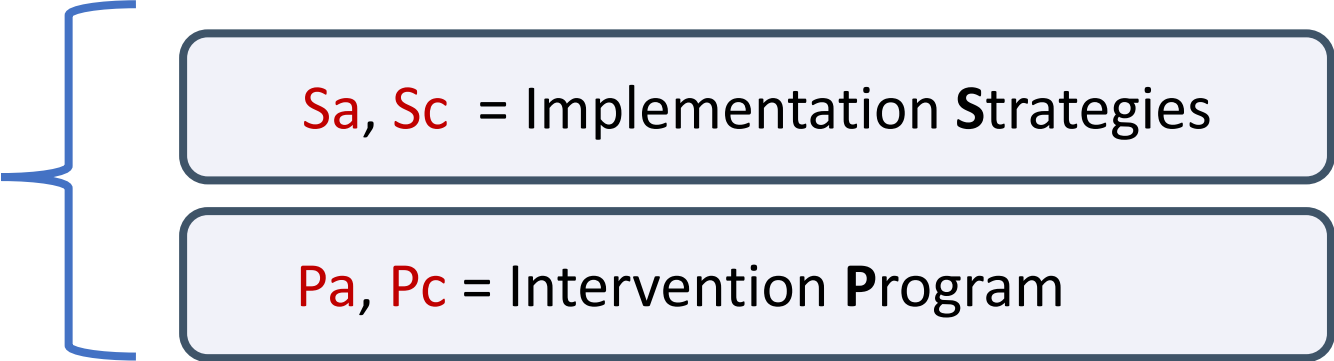 Sa, Sc = Implementation Strategies
Pa, Pc = Intervention Program